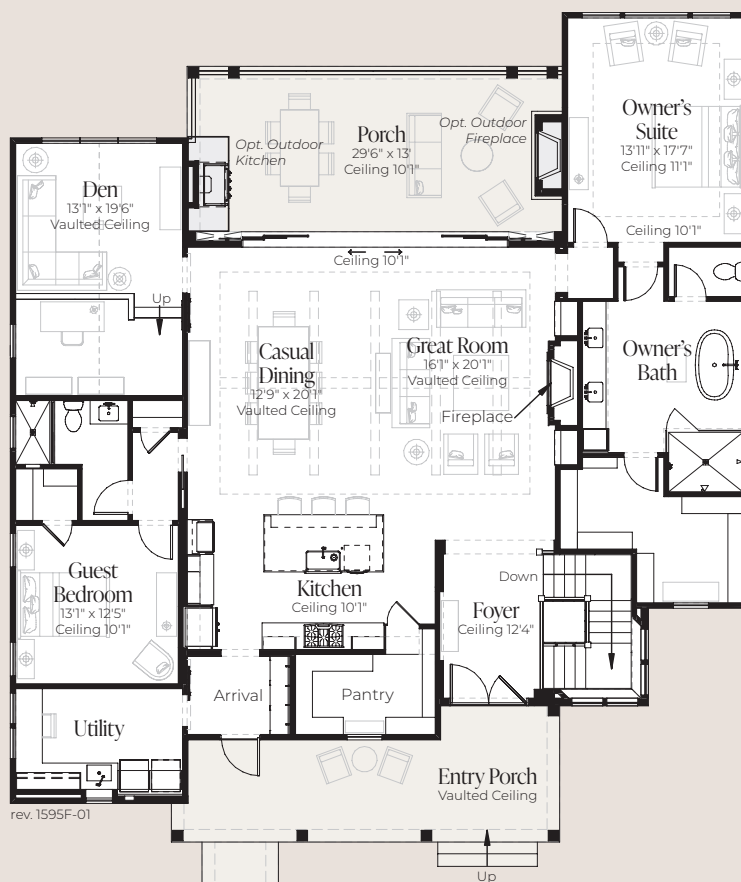 Owner's
Suite
13'11" x 17'7"
Ceiling 11'1"
Ceiling 10'1"
Opt. Outdoor
Kitchen
Porch
29'6" x 13'
Ceiling 10'1"
Opt. Outdoor
Fireplace
Den
13'1" x 19'6"
Vaulted Ceiling
Up
Ceiling 10'1"
Casual
Dining
12'9" x 20'1"
Vaulted Ceiling
Great Room
16'1" x 20'1"
Vaulted Ceiling
Fireplace
Owner's
Bath
Guest
Bedroom
13'1" x 12'5"
Ceiling 10'1"
Kitchen
Ceiling 10'1"
Down
Foyer
Ceiling 12'4"
Arrival
Pantry
Utility
Entry Porch
Vaulted Ceiling
rev. 1595F-01
Up